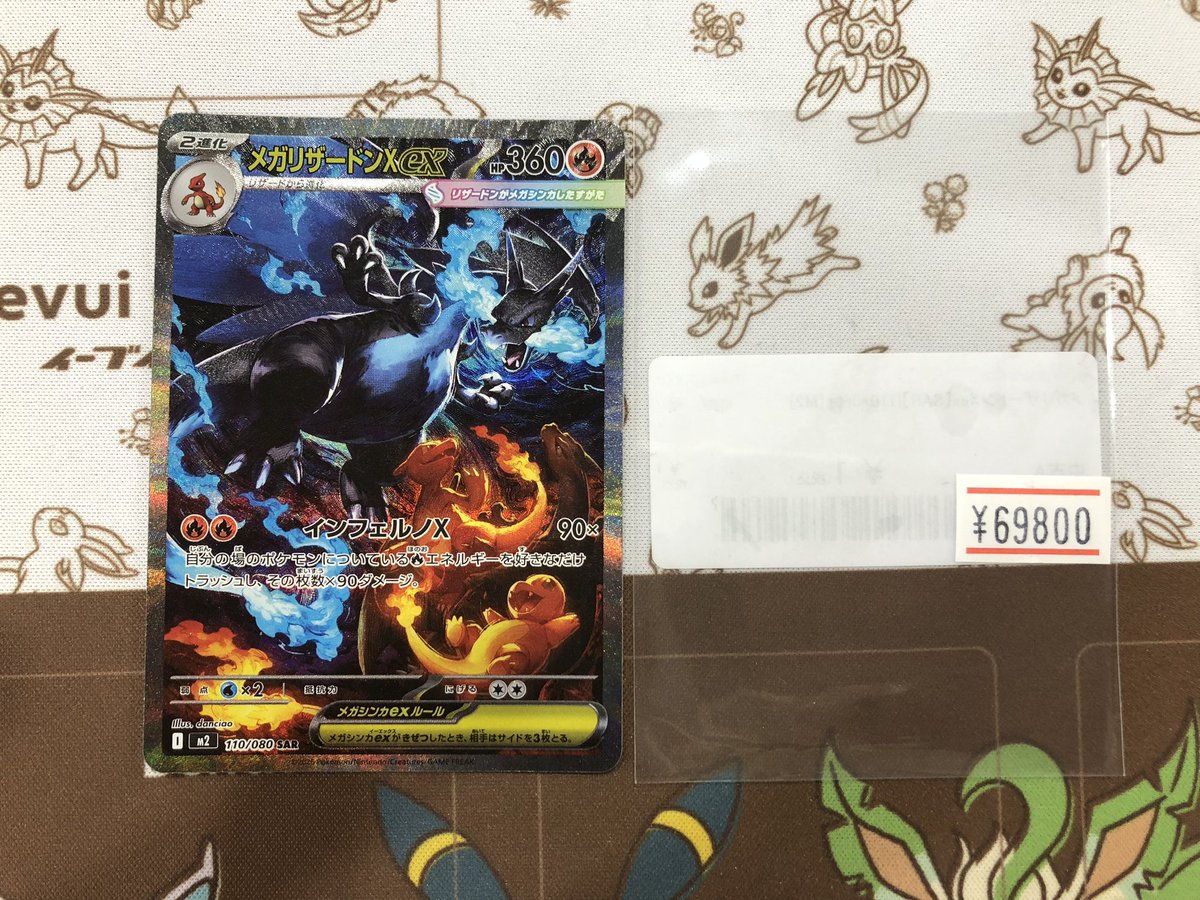 2進化
メガリザードンXex
HP360
リザードから進化
リザードンがメガシンカしたすがた
evui
イーブイ
インフェルノX 90×
自分の場のポケモンについている エネルギーを好きなだけ
トラッシュし、その枚数×90ダメージ。
¥69800
弱点 ×2 抵抗力 にげる
メガシンカexルール
メガシンカexがきぜつしたとき、相手はサイドを3枚とる。
Illus. danciao
I M2 110/080 SAR
Pokémon/Nintendo/Creatures/GAME FREAK